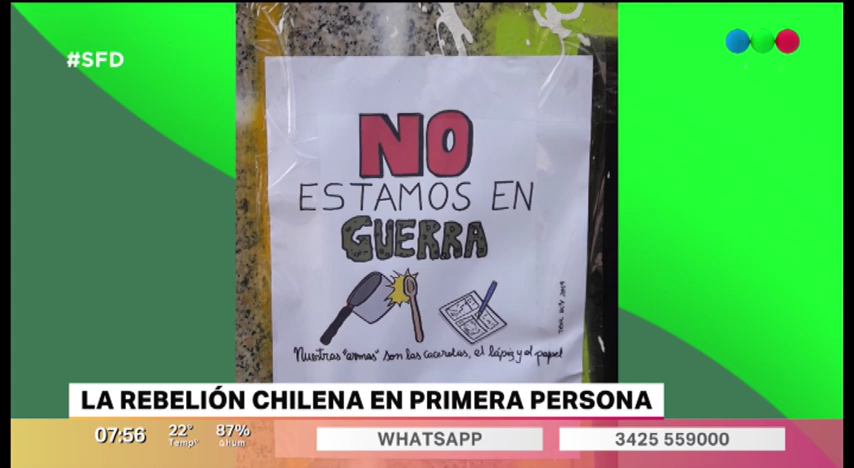 #SFD
NO
ESTAMOS EN
GUERRA
Nuestras "armas" son las cacerolas, el lápiz y el papel
LA REBELIÓN CHILENA EN PRIMERA PERSONA
07:56
22°
Tempº
87%
%hum
WHATSAPP
3425 559000